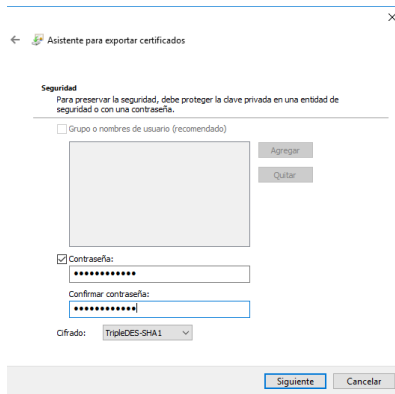 Asistente para exportar certificados
Seguridad
Para preservar la seguridad, debe proteger la clave privada en una entidad de
seguridad o con una contraseña.
Grupo o nombres de usuario (recomendado)
Agregar
Quitar
Contraseña:
●●●●●●●●●●●●
Confirmar contraseña:
●●●●●●●●●●●●
Cifrado: TripleDES-SHA1
Siguiente Cancelar